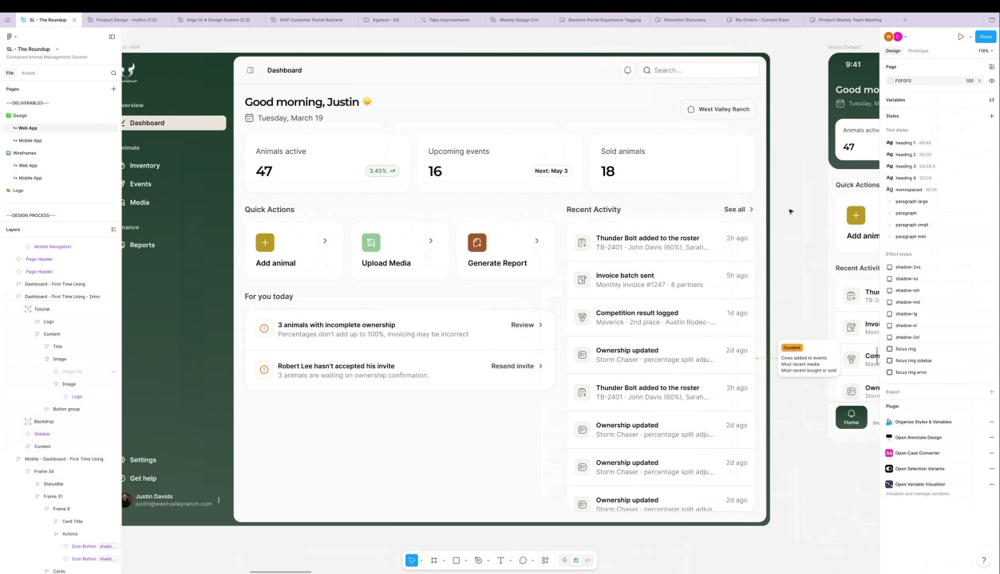 SL - The Roundup
Product Design - Insilico [1.0]
Align UI ✦ Design System [2.0]
MVP Customer Portal Rebrand
Ageless - DS
Tabs Improvements
Weekly Design Crit
Baseline Portal Experience Tagging
Retention Discovery
My Orders - Current State
Product Weekly Team Meeting
SL - The Roundup
Contained Animal Management System
File
Assets
Pages
---DELIVERABLES---
Design
↳ Web App
↳ Mobile App
Wireframes
↳ Web App
↳ Mobile App
Logo
---DESIGN PROCESS---
Layers
Mobile Navigation
.Page Header
.Page Header
Dashboard - First Time Using
Dashboard - First Time Using - Intro
Tutorial
Logo
Content
Title
Image
Image
Logo
Button group
Backdrop
Sidebar
Content
Mobile - Dashboard - First Time Using
Frame 34
StatusBar
Frame 31
Frame 8
Card Title
Actions
Icon Button shadc...
Icon Button shadc...
Cards
rd - MVP
UNDUP
verview
Dashboard
nimals
Inventory
Events
Media
nance
Reports
Settings
Get help
Justin Davids
justin@westvalleyranch.com
Dashboard
Search...
Good morning, Justin ☀️
Tuesday, March 19
West Valley Ranch
Animals active
47
3.45%
Upcoming events
16
Next: May 3
Sold animals
18
Quick Actions
Add animal
Upload Media
Generate Report
For you today
3 animals with incomplete ownership
Percentages don't add up to 100%, invoicing may be incorrect
Review
Robert Lee hasn't accepted his invite
3 animals are waiting on ownership confirmation.
Resend invite
Recent Activity
See all
Thunder Bolt added to the roster
2h ago
TB-2401 · John Davis (60%), Sarah...
Invoice batch sent
5h ago
Monthly invoice #1247 · 8 partners
Competition result logged
1d ago
Maverick · 2nd place · Austin Rodeo ·...
Ownership updated
2d ago
Storm Chaser · percentage split adju...
Thunder Bolt added to the roster
2d ago
TB-2401 · John Davis (60%), Sarah...
Ownership updated
2d ago
Storm Chaser · percentage split adju...
Ownership updated
2d ago
Storm Chaser · percentage split adju...
Ownership updated
2d ago
Storm Chaser · percentage split adjus...
Content
Cows added to events
Most recent media
Most recent bought or sold
Mobile (Default)
9:41
Good mo
Tuesday, M
Animals activ
47
Quick Actions
Add anim
Recent Activity
Thu
TB-2
Invoi
Mont
Com
Mave
Own
Storm
Home
Inv
W
C
Share
Design
Prototype
118%
Page
F0F0F0
100
%
Variables
Styles
Text styles
Ag heading 1 · 48/48
Ag heading 2 · 30/30
Ag heading 3 · 24/28.8
Ag heading 4 · 20/24
Ag monospaced · 16/24
paragraph large
paragraph
paragraph small
paragraph mini
Effect styles
shadow-2xs
shadow-xs
shadow-sm
shadow-md
shadow-lg
shadow-xl
shadow-2xl
focus ring
focus ring sidebar
focus ring error
Export
Plugin
Organize Styles & Variables
Open Annotate Design
Aa Open Case Converter
Open Selection Variants
Open Variable Visualizer
Visualize and manage variables
?